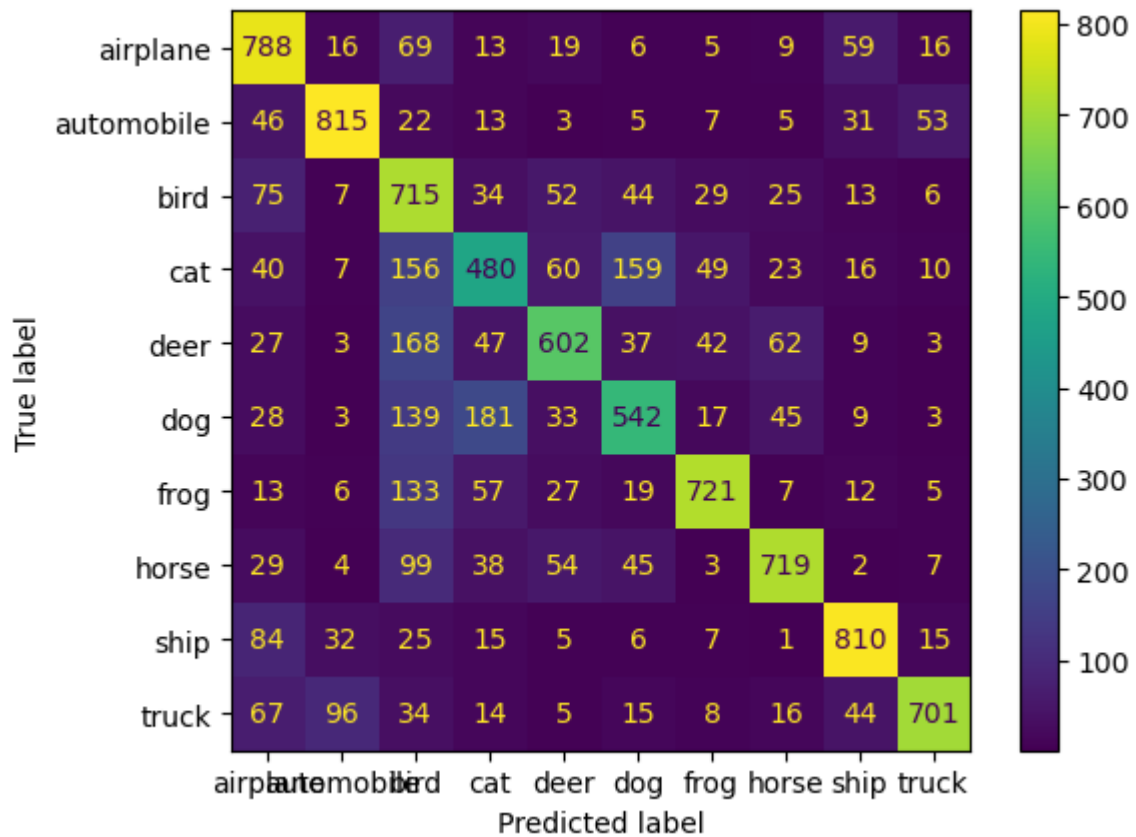 airplane 788 16 69 13 19 6 5 9 59 16
automobile 46 815 22 13 3 5 7 5 31 53
bird 75 7 715 34 52 44 29 25 13 6
cat 40 7 156 480 60 159 49 23 16 10
deer 27 3 168 47 602 37 42 62 9 3
dog 28 3 139 181 33 542 17 45 9 3
frog 13 6 133 57 27 19 721 7 12 5
horse 29 4 99 38 54 45 3 719 2 7
ship 84 32 25 15 5 6 7 1 810 15
truck 67 96 34 14 5 15 8 16 44 701
airplane automobile bird cat deer dog frog horse ship truck
Predicted label
True label
800
700
600
500
400
300
200
100